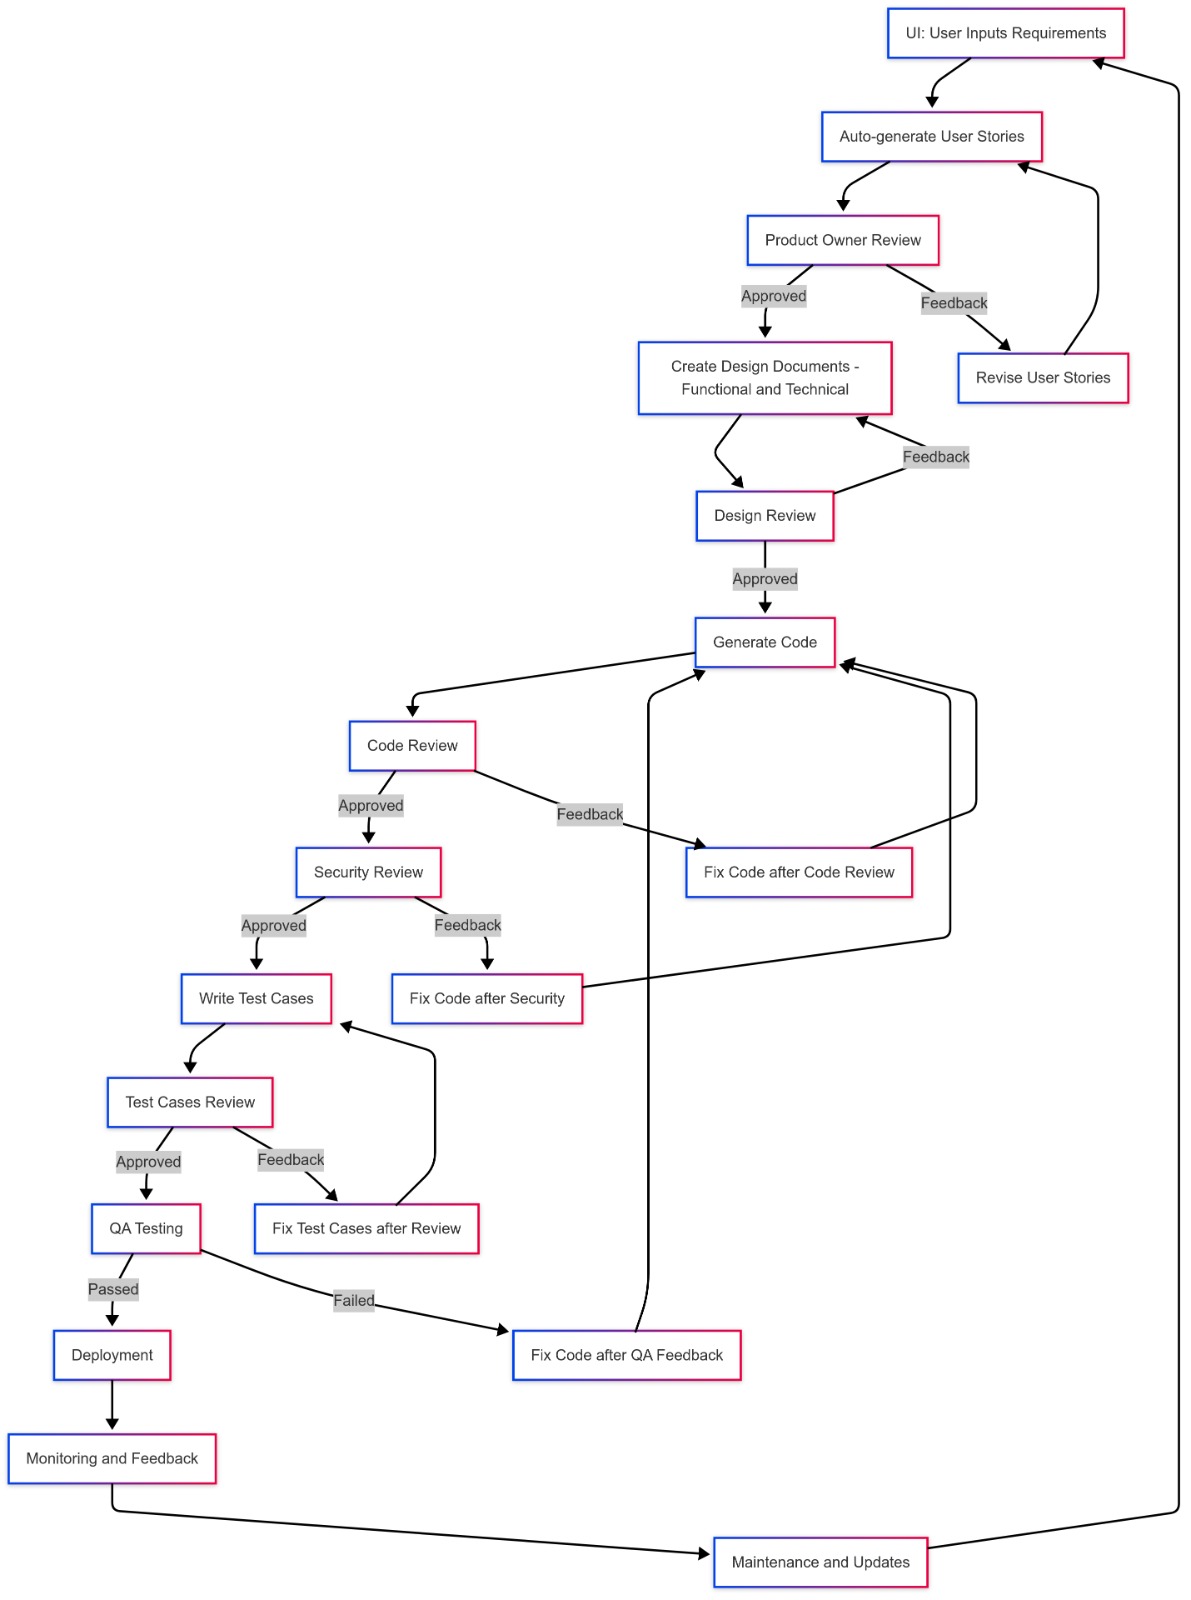 UI: User Inputs Requirements
Auto-generate User Stories
Product Owner Review
Approved
Feedback
Create Design Documents -
Functional and Technical
Revise User Stories
Feedback
Design Review
Approved
Generate Code
Code Review
Approved
Feedback
Security Review
Fix Code after Code Review
Approved
Feedback
Write Test Cases
Fix Code after Security
Test Cases Review
Approved
Feedback
QA Testing
Fix Test Cases after Review
Passed
Failed
Deployment
Fix Code after QA Feedback
Monitoring and Feedback
Maintenance and Updates